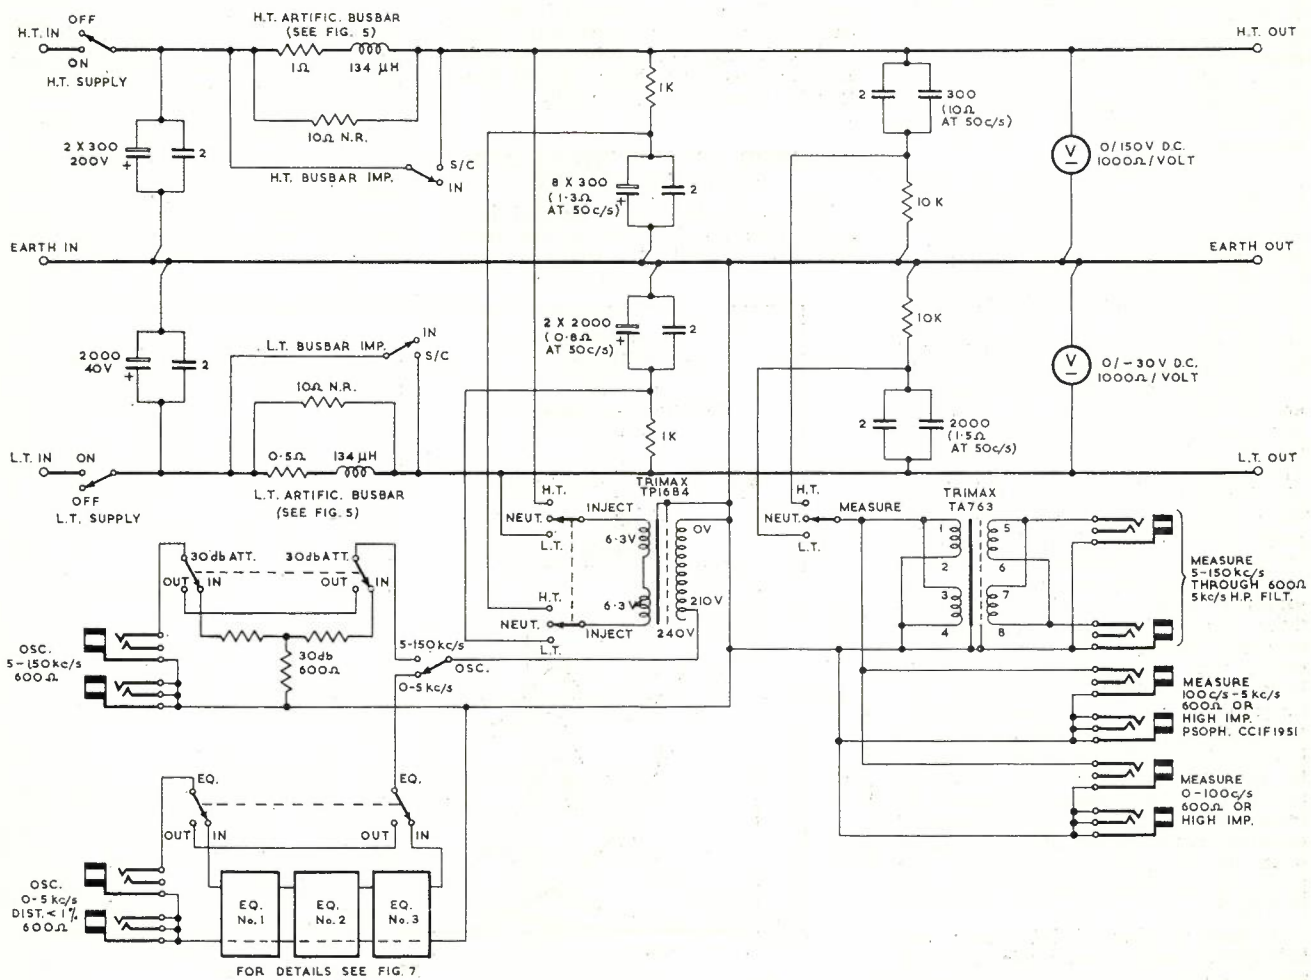 OFF
H.T. IN
ON
H.T. SUPPLY
H.T. ARTIFIC. BUSBAR
(SEE FIG. 5)
1Ω
134 µH
10Ω N.R.
H.T. BUSBAR IMP.
S/C
IN
H.T. OUT
2 X 300
200V
+
2
1K
8 X 300
(1·3Ω
AT 50c/s)
+
2
2
300
(10Ω
AT 50c/s)
10 K
V
0/150V D.C.
1000Ω/VOLT
EARTH IN
EARTH OUT
2000
40V
+
2
L.T. BUSBAR IMP.
IN
S/C
10Ω N.R.
2 X 2000
(0·8Ω
AT 50c/s)
+
2
1K
10K
2
2000
(1·5Ω
AT 50c/s)
V
0/-30V D.C.
1000Ω/VOLT
L.T. IN
ON
OFF
L.T. SUPPLY
0·5Ω
134 µH
L.T. ARTIFIC. BUSBAR
(SEE FIG. 5)
L.T. OUT
TRIMAX
TP1684
H.T.
NEUT.
L.T.
INJECT
6·3V
0V
H.T.
NEUT.
L.T.
INJECT
6·3V
210V
240V
H.T.
NEUT.
L.T.
MEASURE
TRIMAX
TA763
1
2
3
4
5
6
7
8
MEASURE
5-150kc/s
THROUGH 600Ω
5kc/s H.P. FILT.
MEASURE
100c/s-5kc/s
600Ω OR
HIGH IMP.
PSOPH. CCIF1951
MEASURE
0-100c/s
600Ω OR
HIGH IMP.
30db ATT.
OUT
IN
30db ATT.
OUT
IN
30db
600Ω
OSC.
5-150kc/s
600Ω
5-150kc/s
OSC.
0-5kc/s
EQ.
OUT
IN
EQ.
OUT
IN
OSC.
0-5kc/s
DIST.<1%
600Ω
EQ.
No.1
EQ.
No.2
EQ.
No.3
FOR DETAILS SEE FIG. 7